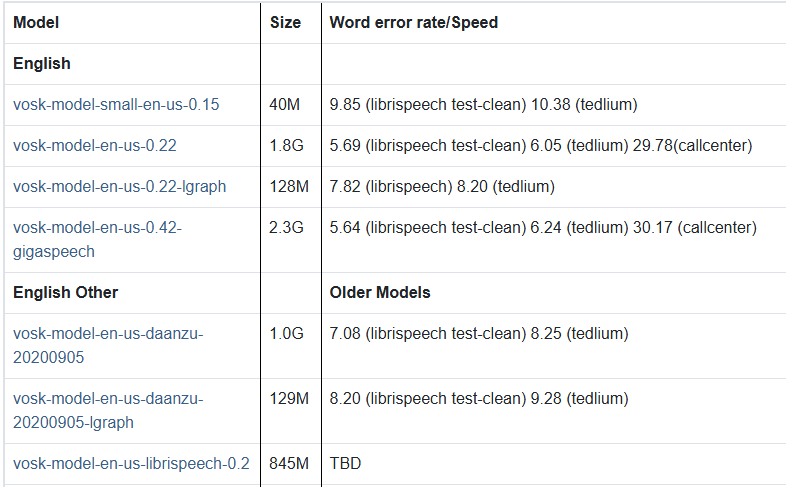 Model Size Word error rate/Speed
English
vosk-model-small-en-us-0.15 40M 9.85 (librispeech test-clean) 10.38 (tedlium)
vosk-model-en-us-0.22 1.8G 5.69 (librispeech test-clean) 6.05 (tedlium) 29.78(callcenter)
vosk-model-en-us-0.22-lgraph 128M 7.82 (librispeech) 8.20 (tedlium)
vosk-model-en-us-0.42- 2.3G 5.64 (librispeech test-clean) 6.24 (tedlium) 30.17 (callcenter)
gigaspeech
English Other Older Models
vosk-model-en-us-daanzu- 1.0G 7.08 (librispeech test-clean) 8.25 (tedlium)
20200905
vosk-model-en-us-daanzu- 129M 8.20 (librispeech test-clean) 9.28 (tedlium)
20200905-lgraph
vosk-model-en-us-librispeech-0.2 845M TBD